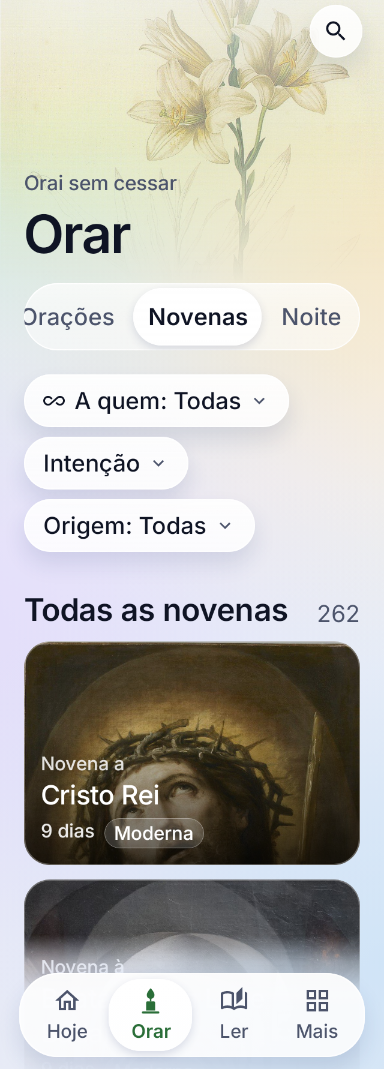 Orai sem cessar
Orar
Orações Novenas Noite
A quem: Todas
Intenção
Origem: Todas
Todas as novenas 262
Novena a
Cristo Rei
9 dias Moderna
Novena à
Hoje Orar Ler Mais